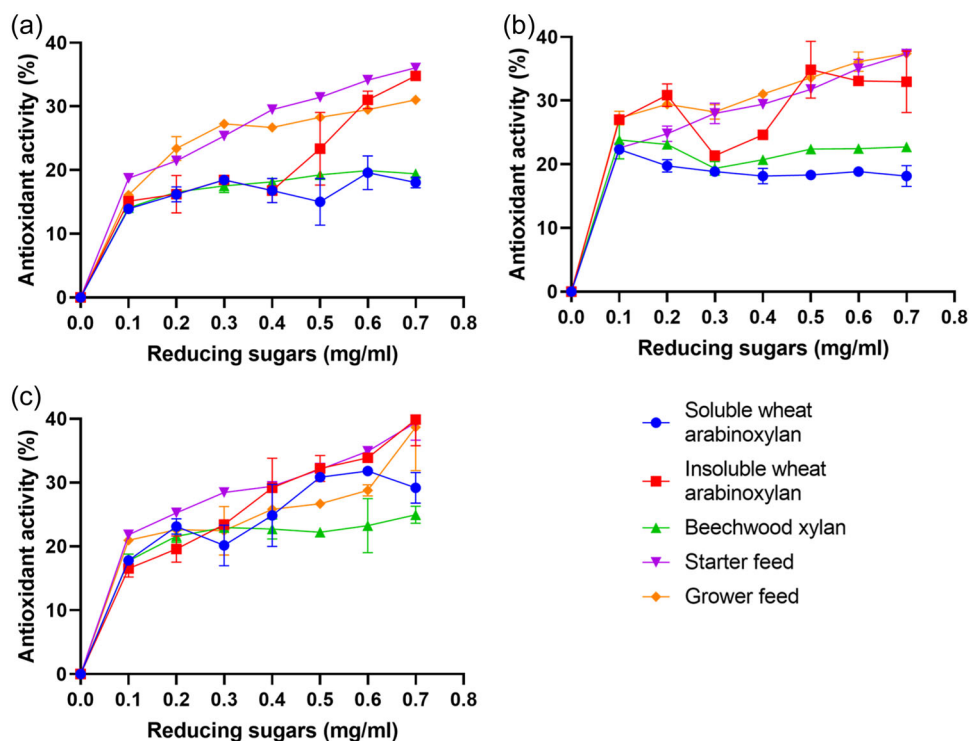 (a)
40
30
20
10
0
Antioxidant activity (%)
0.0 0.1 0.2 0.3 0.4 0.5 0.6 0.7 0.8
Reducing sugars (mg/ml)
(b)
40
30
20
10
0
Antioxidant activity (%)
0.0 0.1 0.2 0.3 0.4 0.5 0.6 0.7 0.8
Reducing sugars (mg/ml)
(c)
40
30
20
10
0
Antioxidant activity (%)
0.0 0.1 0.2 0.3 0.4 0.5 0.6 0.7 0.8
Reducing sugars (mg/ml)
Soluble wheat
arabinoxylan
Insoluble wheat
arabinoxylan
Beechwood xylan
Starter feed
Grower feed